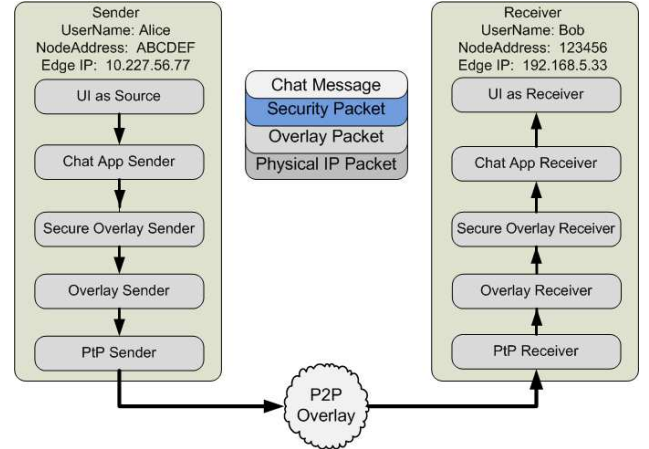 Sender
UserName: Alice
NodeAddress: ABCDEF
Edge IP: 10.227.56.77
UI as Source
Chat App Sender
Secure Overlay Sender
Overlay Sender
PtP Sender
Chat Message
Security Packet
Overlay Packet
Physical IP Packet
P2P
Overlay
Receiver
UserName: Bob
NodeAddress: 123456
Edge IP: 192.168.5.33
UI as Receiver
Chat App Receiver
Secure Overlay Receiver
Overlay Receiver
PtP Receiver